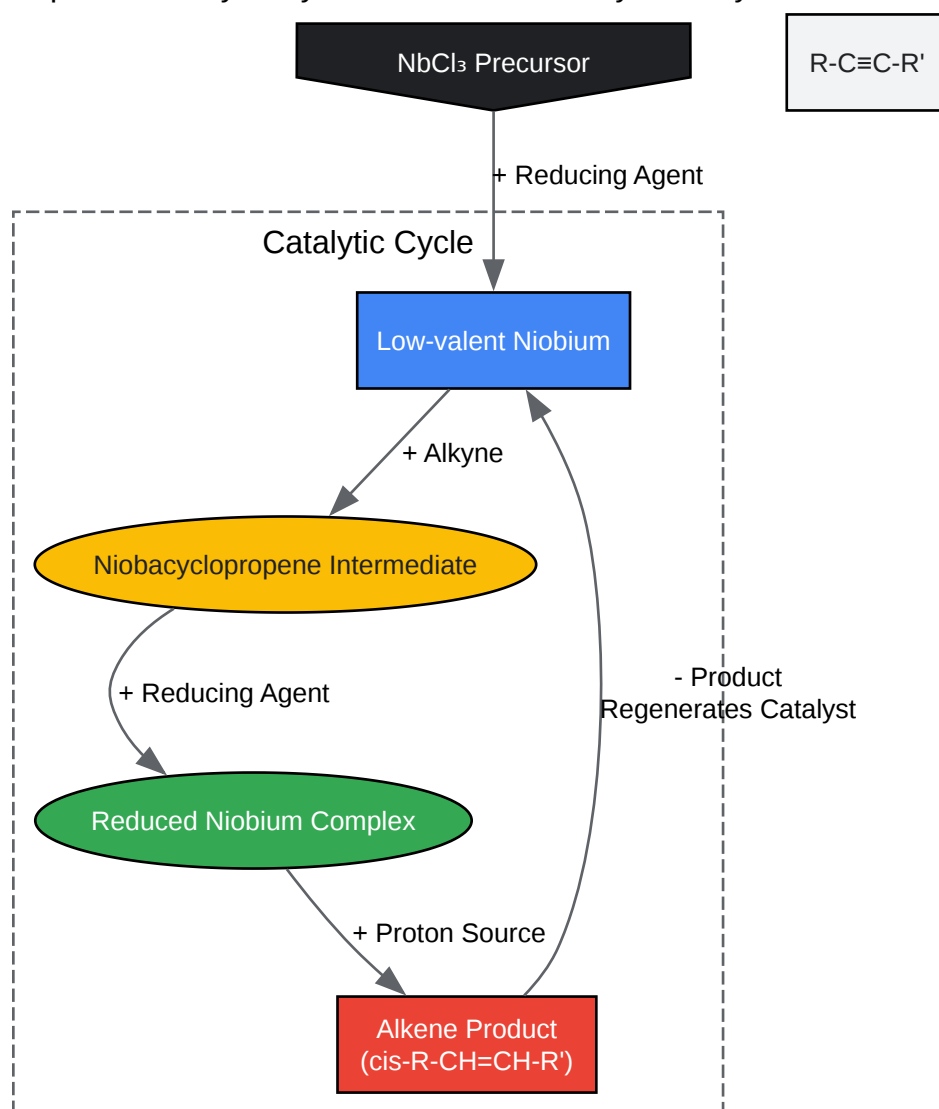 NbCl₃ Precursor
R-C≡C-R'
+ Reducing Agent
Catalytic Cycle
Low-valent Niobium
+ Alkyne
Niobacyclopropene Intermediate
- Product
Regenerates Catalyst
+ Reducing Agent
Reduced Niobium Complex
+ Proton Source
Alkene Product
(cis-R-CH=CH-R')